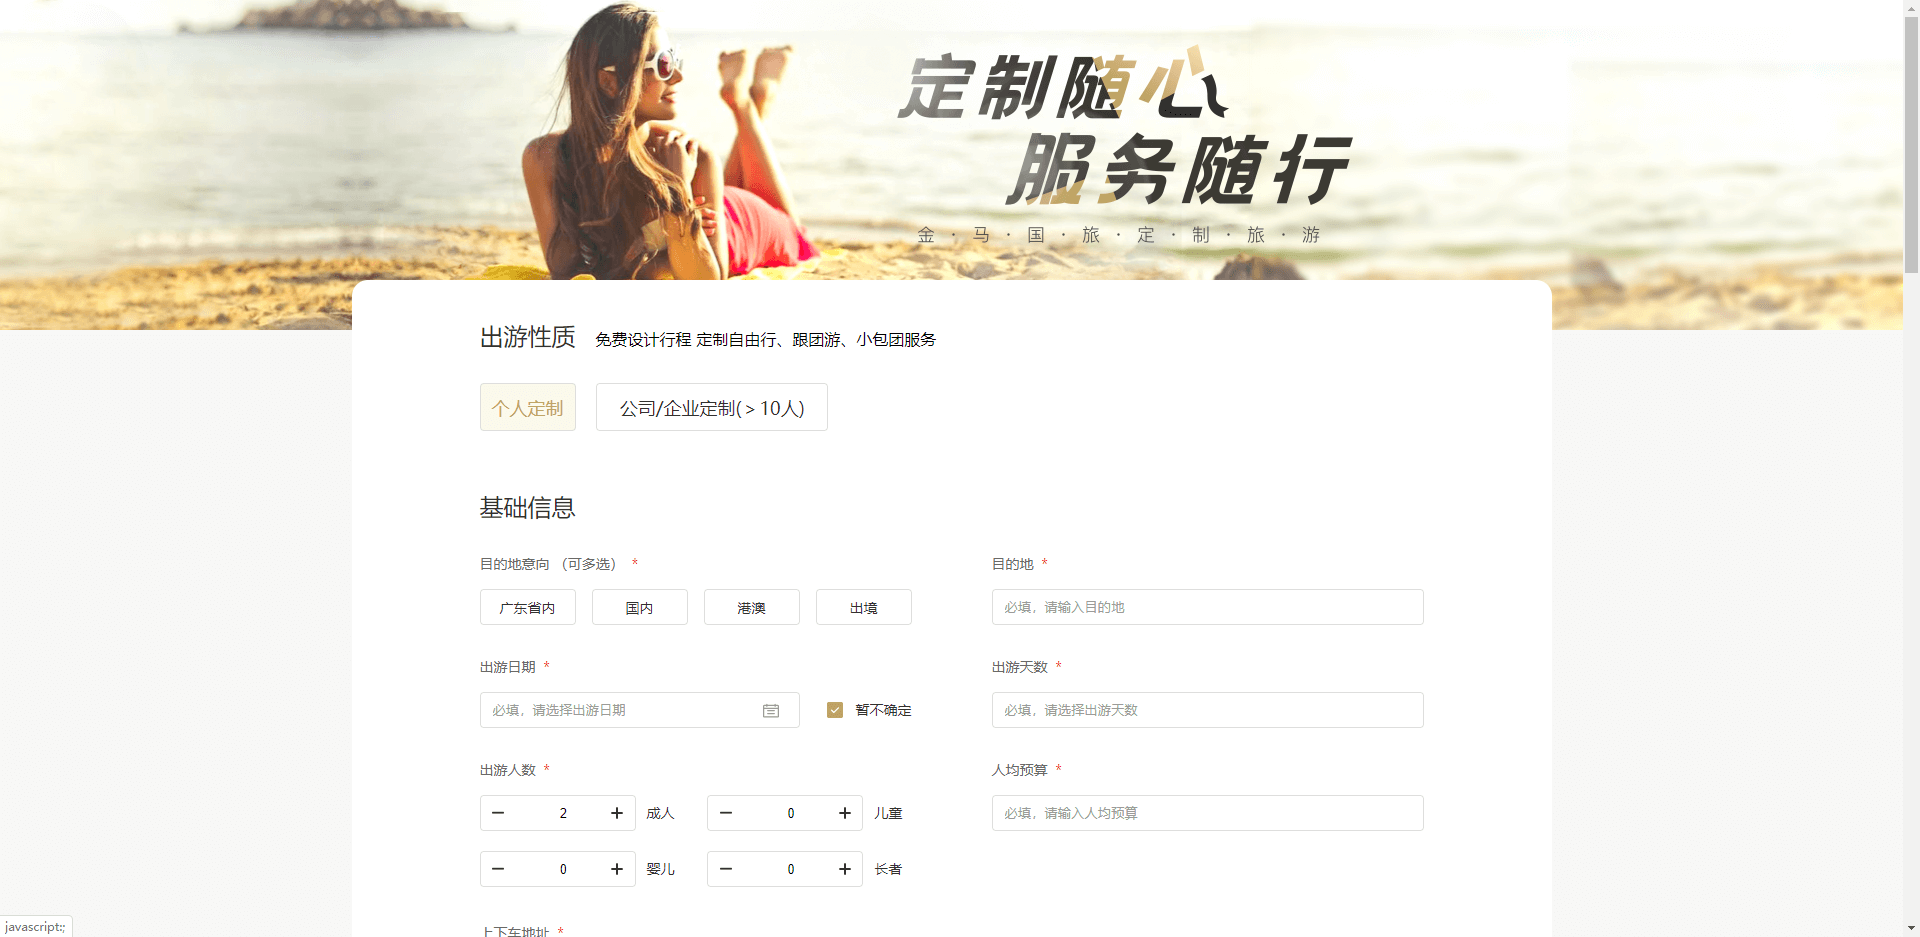 定制随心
服务随行
金·马·国·旅·定·制·旅·游
出游性质 免费设计行程 定制自由行、跟团游、小包团服务
个人定制 公司/企业定制(＞10人)
基础信息
目的地意向 （可多选） * 目的地 *
广东省内 国内 港澳 出境 必填，请输入目的地
出游日期 * 出游天数 *
必填，请选择出游日期 暂不确定 必填，请选择出游天数
出游人数 * 人均预算 *
2 成人 0 儿童 必填，请输入人均预算
0 婴儿 0 长者
上下车地址 *
javascript:;